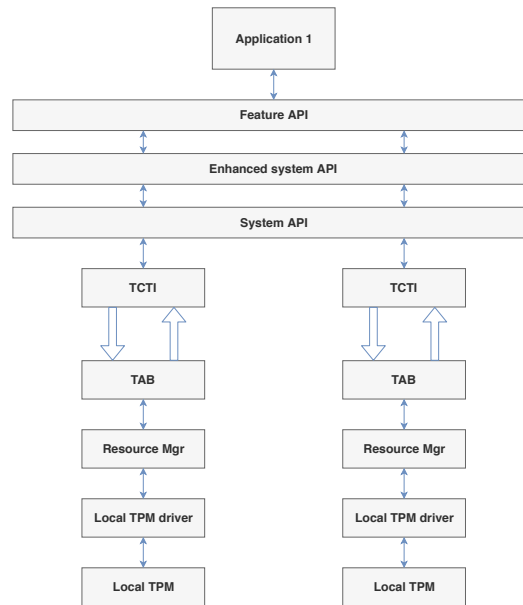 Application 1
Feature API
Enhanced system API
System API
TCTI
TCTI
TAB
TAB
Resource Mgr
Resource Mgr
Local TPM driver
Local TPM driver
Local TPM
Local TPM